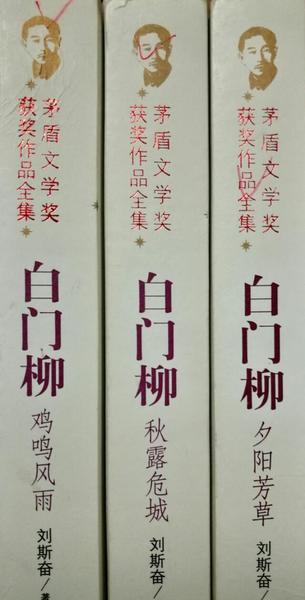 茅盾文学奖
获奖作品全集
白门柳
鸡鸣风雨
刘斯奋/著
茅盾文学奖
获奖作品全集
白门柳
秋露危城
刘斯奋/
茅盾文学奖
获奖作品全集
白门柳
夕阳芳草
刘斯奋/